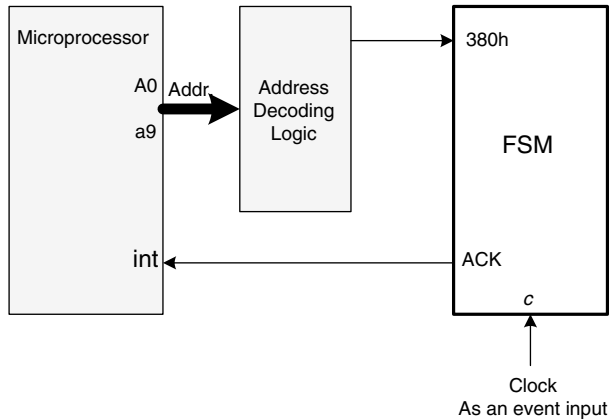 Microprocessor
A0
Addr.
a9
int
Address
Decoding
Logic
380h
FSM
ACK
c
Clock
As an event input